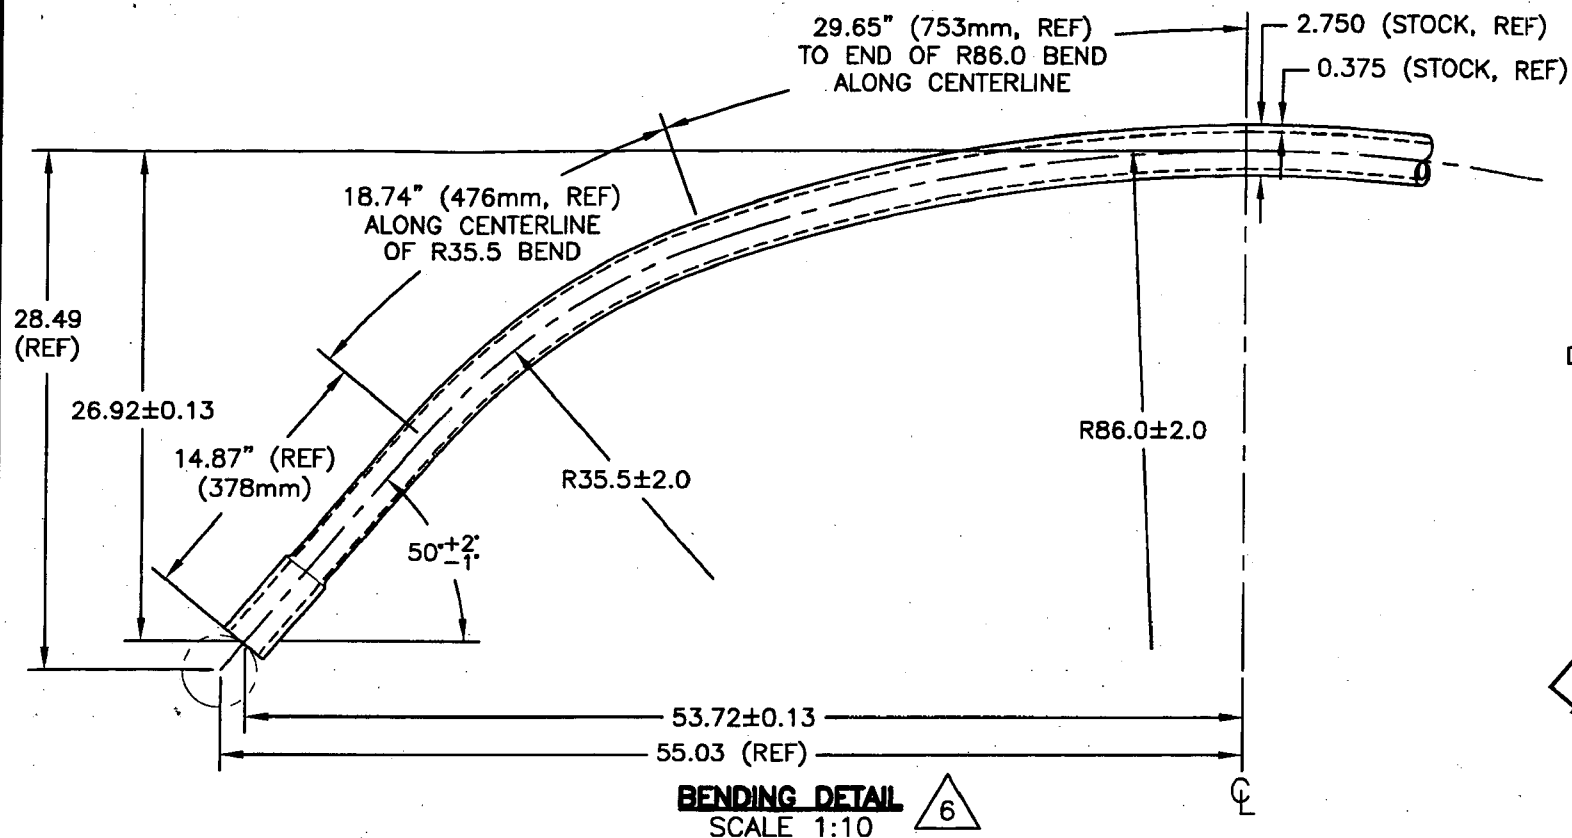 29.65" (753mm, REF)
TO END OF R86.0 BEND
ALONG CENTERLINE
2.750 (STOCK, REF)
0.375 (STOCK, REF)
18.74" (476mm, REF)
ALONG CENTERLINE
OF R35.5 BEND
28.49
(REF)
26.92±0.13
14.87" (REF)
(378mm)
R35.5±2.0
R86.0±2.0
50°+2°
-1°
53.72±0.13
55.03 (REF)
BENDING DETAIL
6
SCALE 1:10
℄